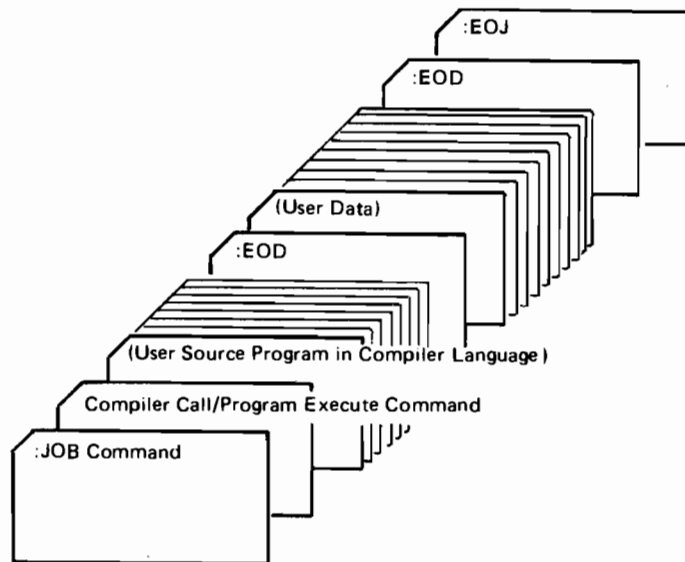 :EOJ
:EOD
(User Data)
:EOD
(User Source Program in Compiler Language)
Compiler Call/Program Execute Command
:JOB Command